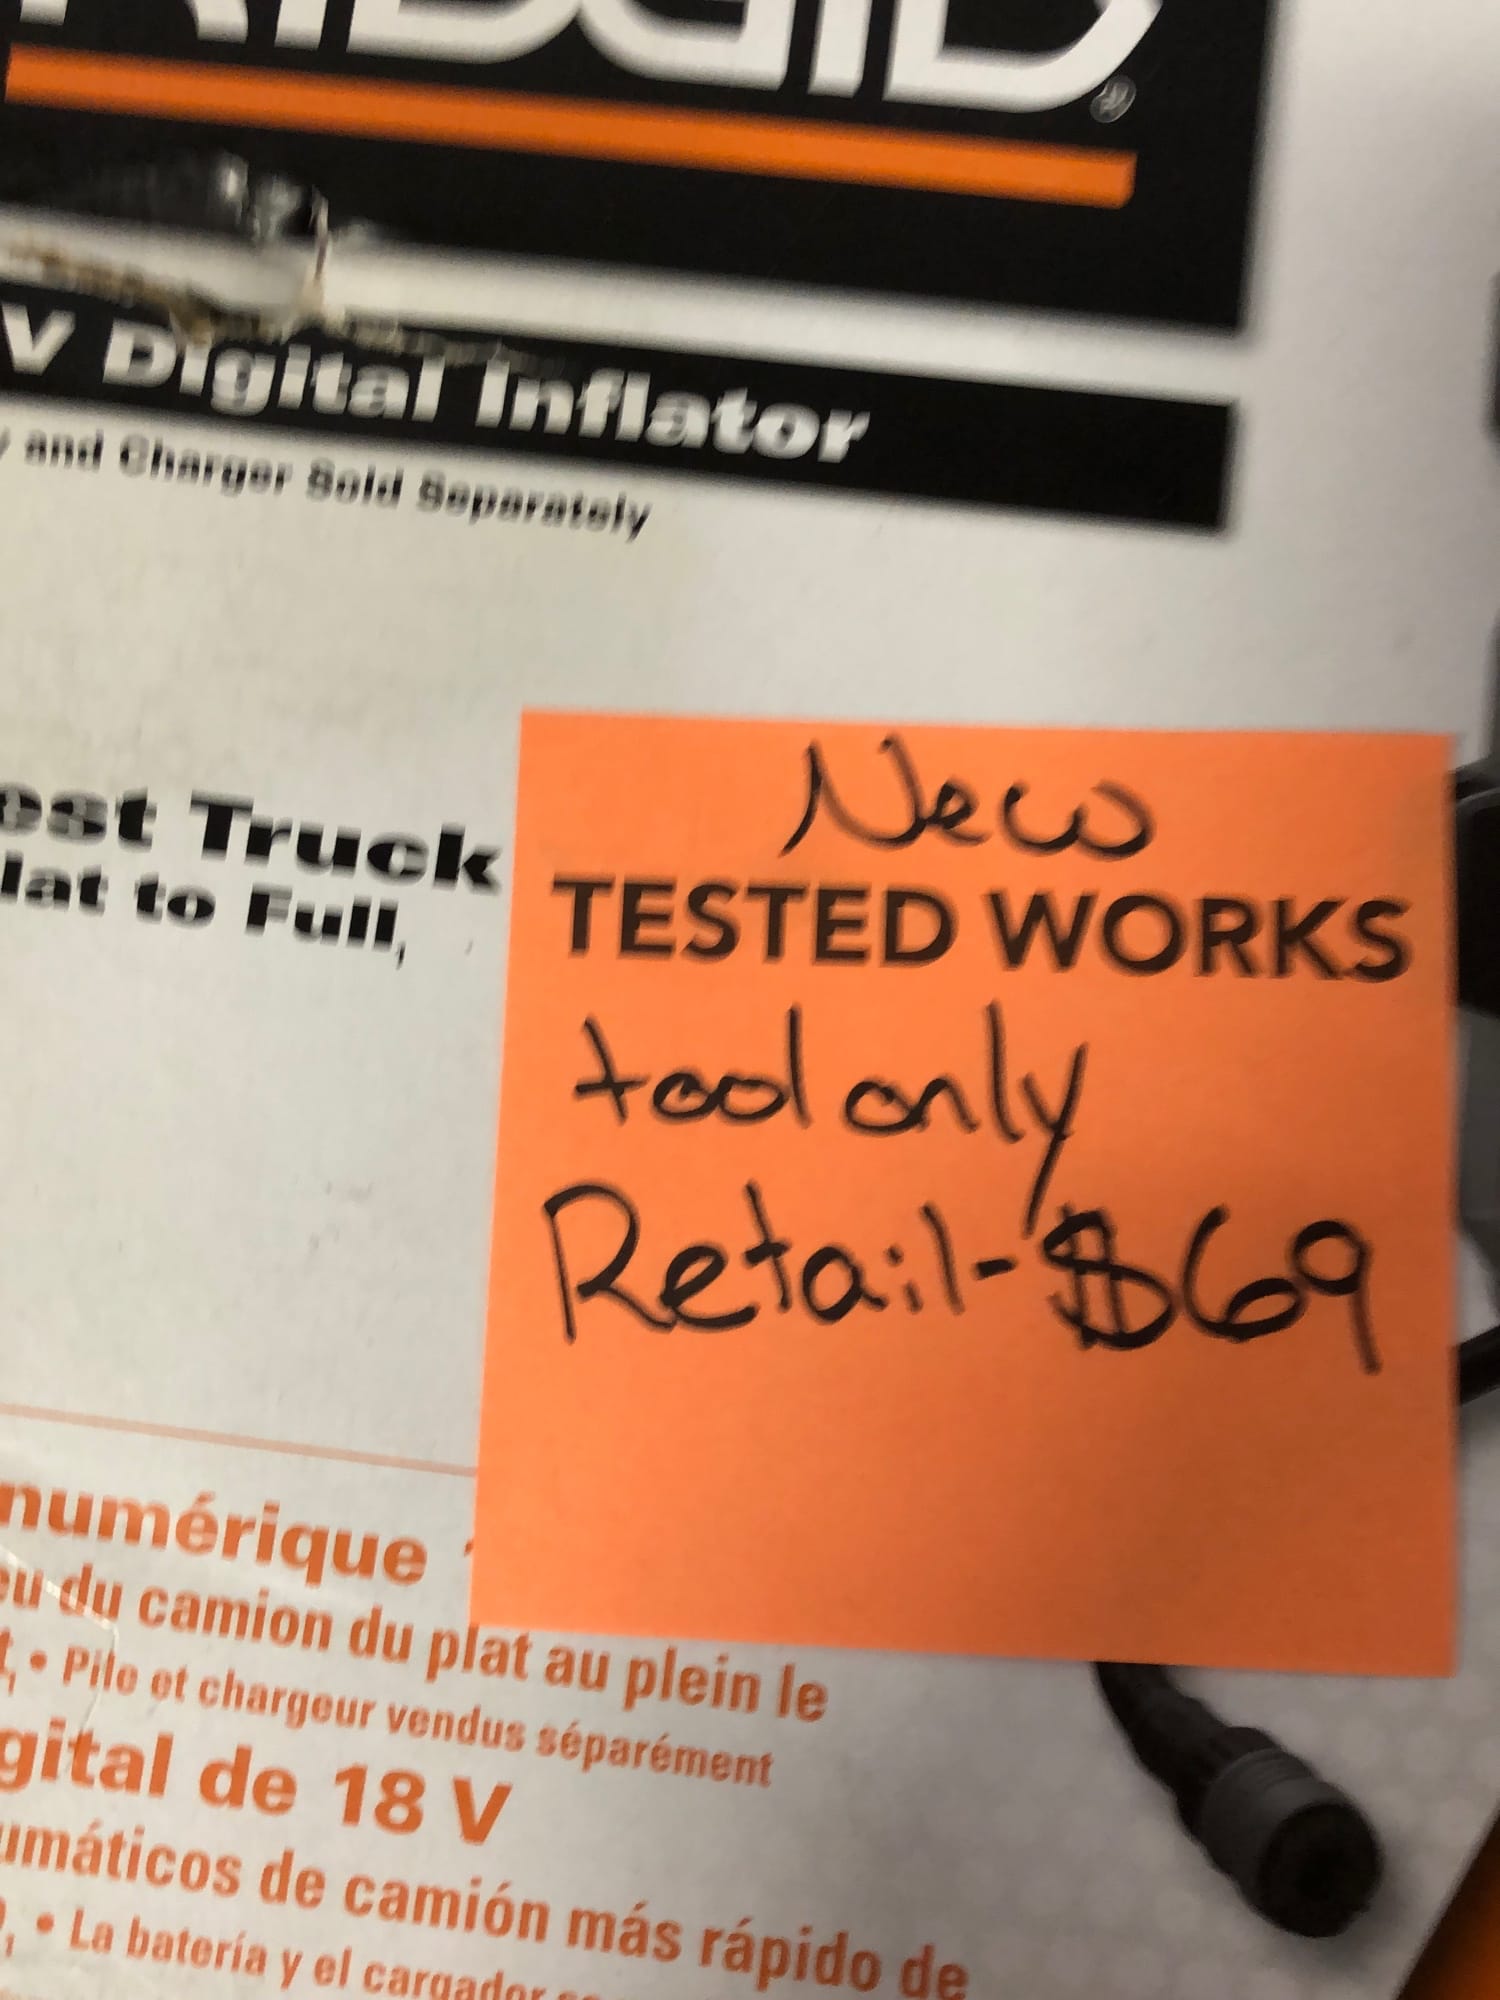 RIDGID
V Digital Inflator
and Charger Sold Separately
New
TESTED WORKS
tool only
Retail-$69
est Truck
lat to Full,
numérique
eu du camion du plat au plein le
• Pile et chargeur vendus séparément
gital de 18 V
umáticos de camión más rápido de
• La batería y el cargador